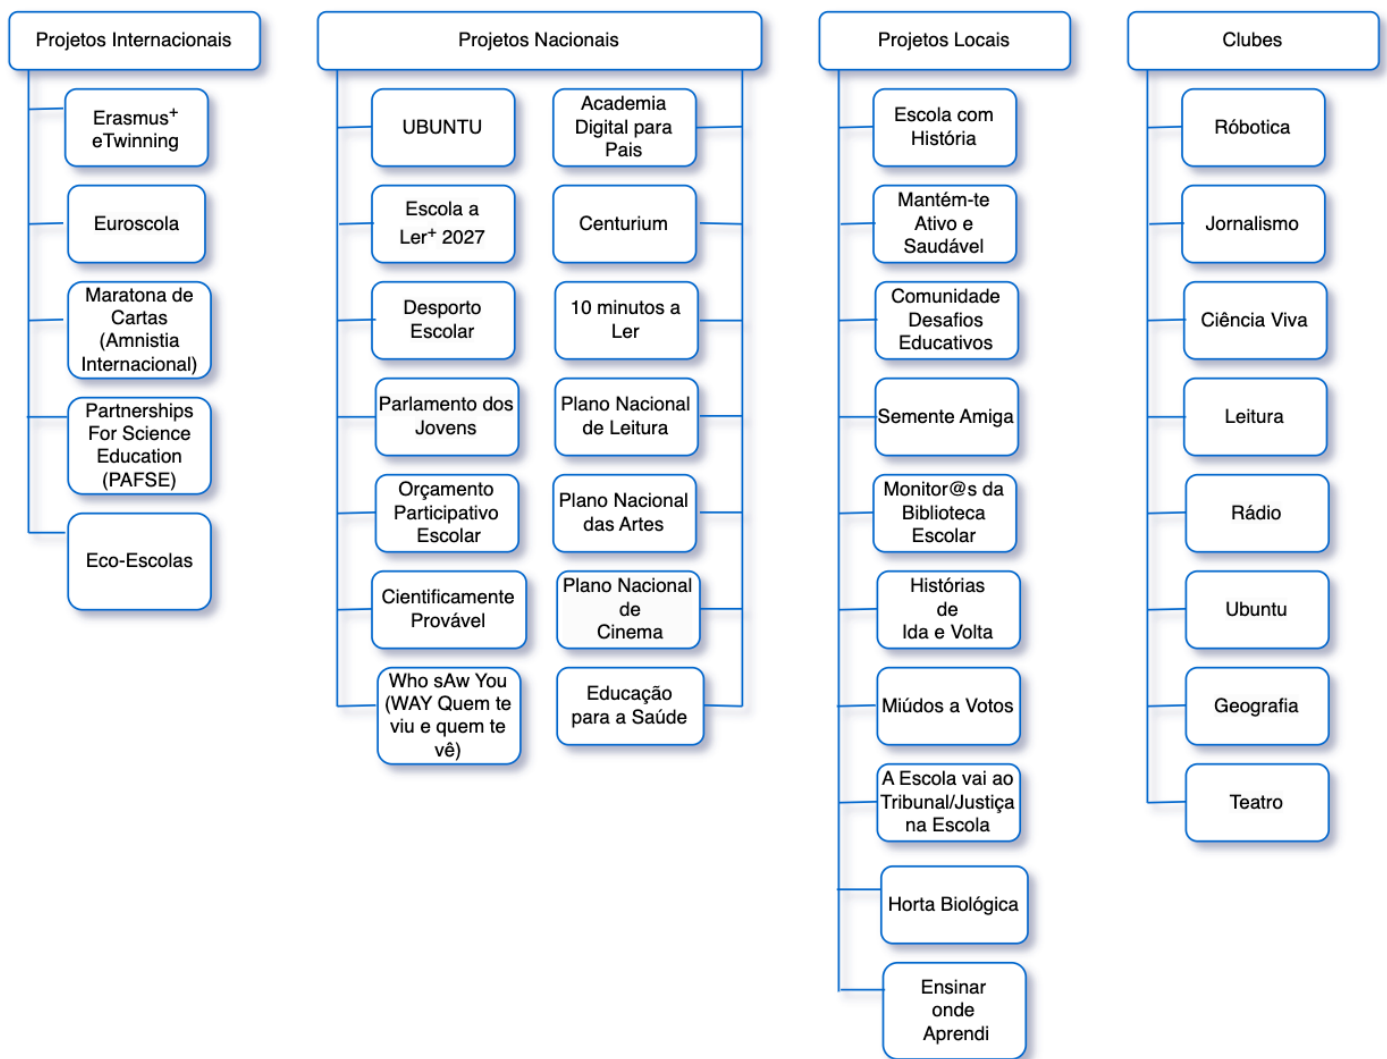 Projetos Internacionais
Erasmus+
eTwinning
Euroscola
Maratona de
Cartas
(Amnistia
Internacional)
Partnerships
For Science
Education
(PAFSE)
Eco-Escolas
Projetos Nacionais
UBUNTU
Escola a
Ler+ 2027
Desporto
Escolar
Parlamento dos
Jovens
Orçamento
Participativo
Escolar
Cientificamente
Provável
Who sAw You
(WAY Quem te
viu e quem te
vê)
Academia
Digital para
Pais
Centurium
10 minutos a
Ler
Plano Nacional
de Leitura
Plano Nacional
das Artes
Plano Nacional
de
Cinema
Educação
para a Saúde
Projetos Locais
Escola com
História
Mantém-te
Ativo e
Saudável
Comunidade
Desafios
Educativos
Semente Amiga
Monitor@s da
Biblioteca
Escolar
Histórias
de
Ida e Volta
Miúdos a Votos
A Escola vai ao
Tribunal/Justiça
na Escola
Horta Biológica
Ensinar
onde
Aprendi
Clubes
Róbotica
Jornalismo
Ciência Viva
Leitura
Rádio
Ubuntu
Geografia
Teatro